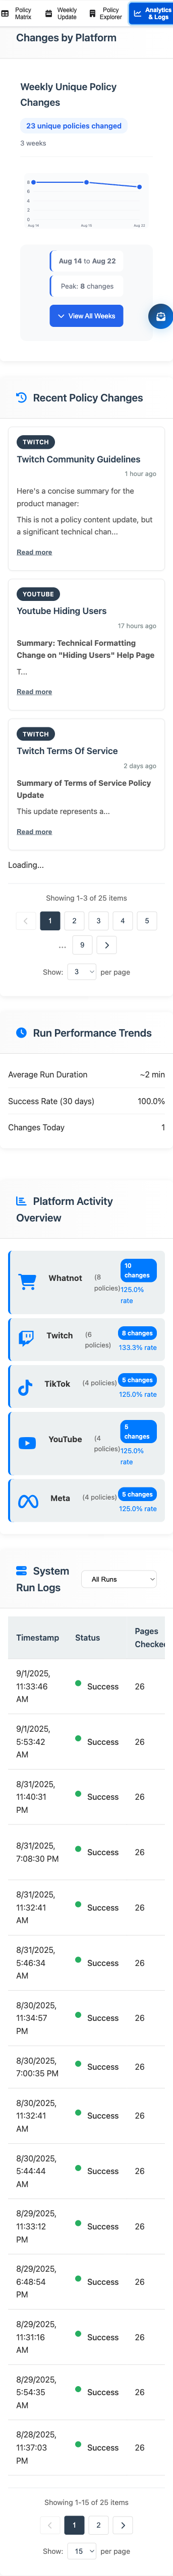 Policy Matrix
Weekly Update
Policy Explorer
Analytics & Logs
Changes by Platform
Weekly Unique Policy
Changes
23 unique policies changed
3 weeks
8
6
4
2
0
Aug 14
Aug 19
Aug 22
Aug 14 to Aug 22
Peak: 8 changes
View All Weeks
Recent Policy Changes
TWITCH
Twitch Community Guidelines
1 hour ago
Here's a concise summary for the
product manager:
This is not a policy content update, but
a significant technical chan...
Read more
YOUTUBE
Youtube Hiding Users
17 hours ago
Summary: Technical Formatting
Change on "Hiding Users" Help Page
T...
Read more
TWITCH
Twitch Terms Of Service
2 days ago
Summary of Terms of Service Policy
Update
This update represents a...
Read more
Loading...
Showing 1-3 of 25 items
1 2 3 4 5
... 9
Show: 3 per page
Run Performance Trends
Average Run Duration ~2 min
Success Rate (30 days) 100.0%
Changes Today 1
Platform Activity
Overview
Whatnot (8 policies) 10 changes 125.0% rate
Twitch (6 policies) 8 changes 133.3% rate
TikTok (4 policies) 5 changes 125.0% rate
YouTube (4 policies) 5 changes 125.0% rate
Meta (4 policies) 5 changes 125.0% rate
System
Run Logs
All Runs
Timestamp Status Pages Checked
9/1/2025, 11:33:46 AM Success 26
9/1/2025, 5:53:42 AM Success 26
8/31/2025, 11:40:31 PM Success 26
8/31/2025, 7:08:30 PM Success 26
8/31/2025, 11:32:41 AM Success 26
8/31/2025, 5:46:34 AM Success 26
8/30/2025, 11:34:57 PM Success 26
8/30/2025, 7:00:35 PM Success 26
8/30/2025, 11:32:41 AM Success 26
8/30/2025, 5:44:44 AM Success 26
8/29/2025, 11:33:12 PM Success 26
8/29/2025, 6:48:54 PM Success 26
8/29/2025, 11:31:16 AM Success 26
8/29/2025, 5:54:35 AM Success 26
8/28/2025, 11:37:03 PM Success 26
Showing 1-15 of 25 items
1 2
Show: 15 per page